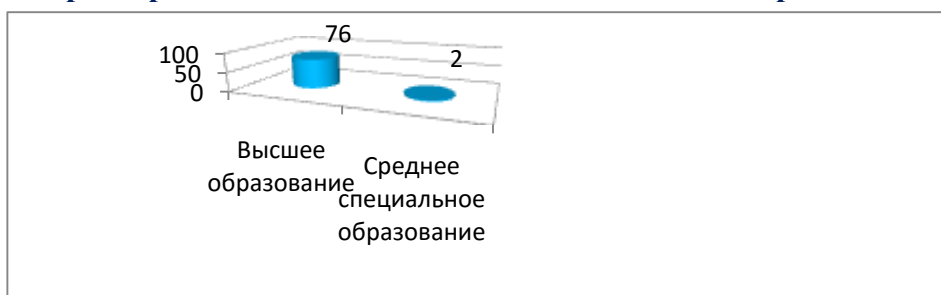 76
2
100
50
0
Высшее
образование
Среднее
специальное
образование